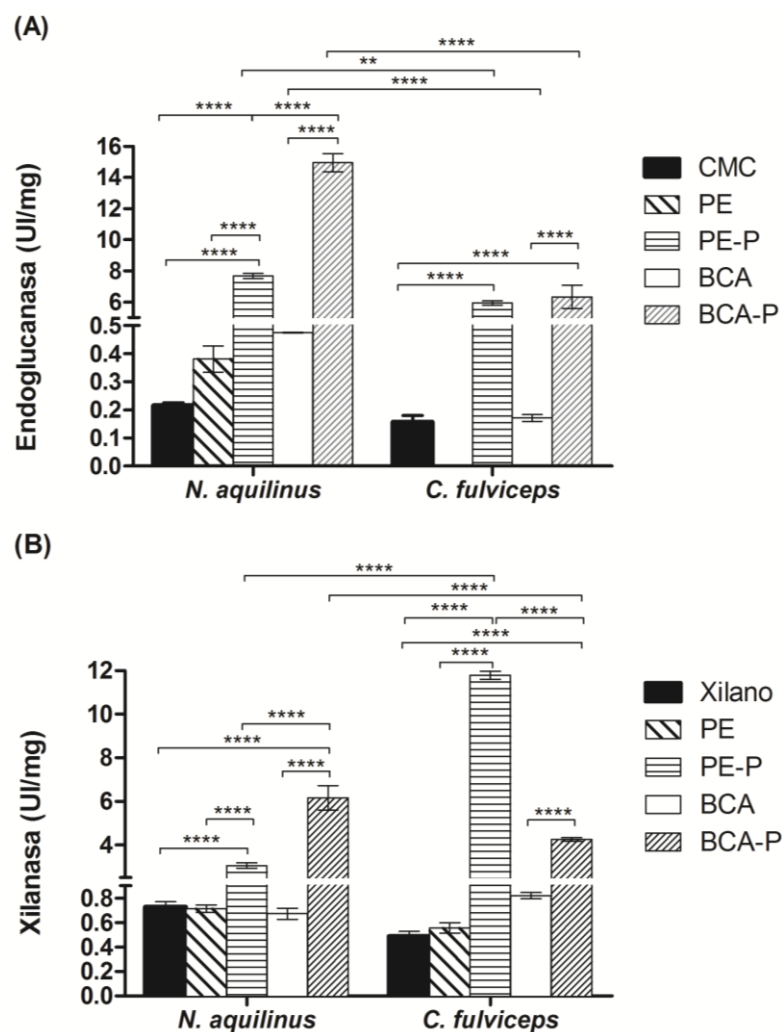 (A)
****
**
****
**** ****
****
****
****
****
****
****
16
14
12
10
8
6
0.5
0.4
0.3
0.2
0.1
0.0
Endoglucanasa (UI/mg)
N. aquilinus C. fulviceps
CMC
PE
PE-P
BCA
BCA-P
(B)
****
****
**** ****
****
****
****
****
****
****
****
****
12
10
8
6
4
0.8
0.6
0.4
0.2
0.0
Xilanasa (UI/mg)
N. aquilinus C. fulviceps
Xilano
PE
PE-P
BCA
BCA-P